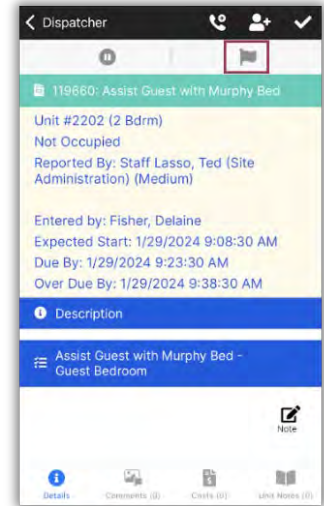 Dispatcher
119660: Assist Guest with Murphy Bed
Unit #2202 (2 Bdrm)
Not Occupied
Reported By: Staff Lasso, Ted (Site
Administration) (Medium)
Entered by: Fisher, Delaine
Expected Start: 1/29/2024 9:08:30 AM
Due By: 1/29/2024 9:23:30 AM
Over Due By: 1/29/2024 9:38:30 AM
Description
Assist Guest with Murphy Bed -
Guest Bedroom
Note
Details Comments (0) Costs (0) Unit Notes (0)